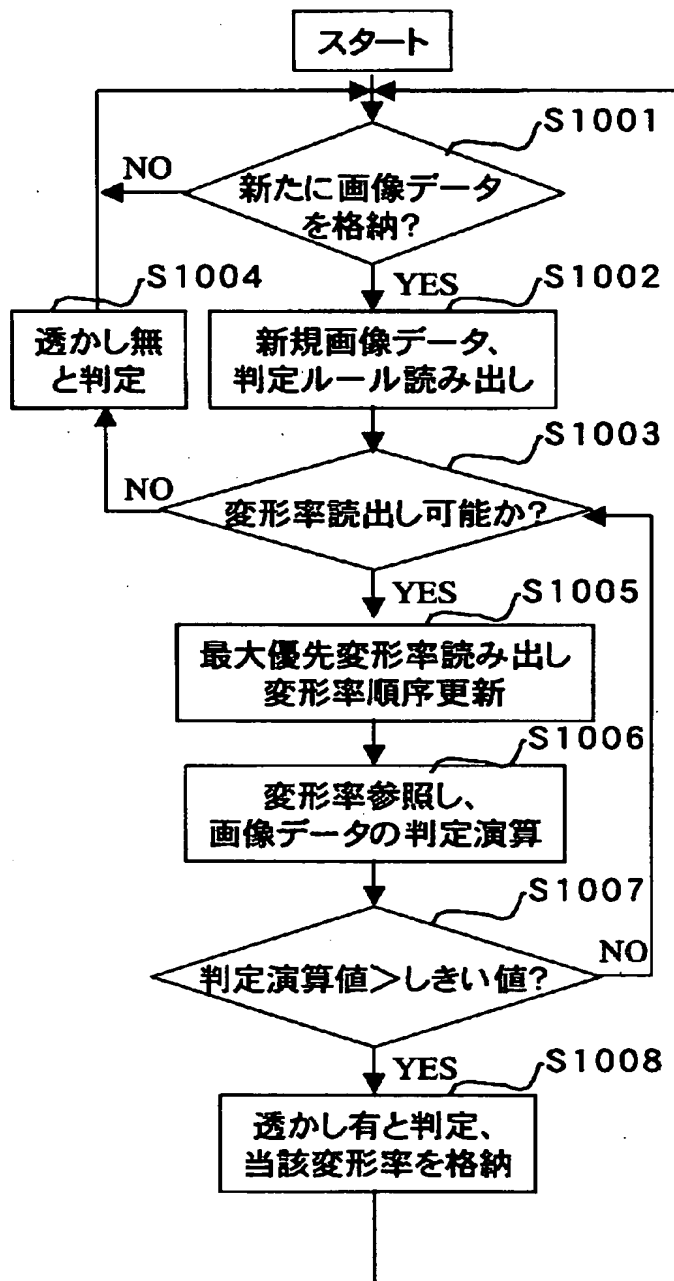 スタート
S1001
NO
新たに画像データ
を格納?
S1004
YES
S1002
透かし無
と判定
新規画像データ、
判定ルール読み出し
S1003
NO
変形率読出し可能か?
YES
S1005
最大優先変形率読み出し
変形率順序更新
S1006
変形率参照し、
画像データの判定演算
S1007
NO
判定演算値>しきい値?
YES
S1008
透かし有と判定、
当該変形率を格納